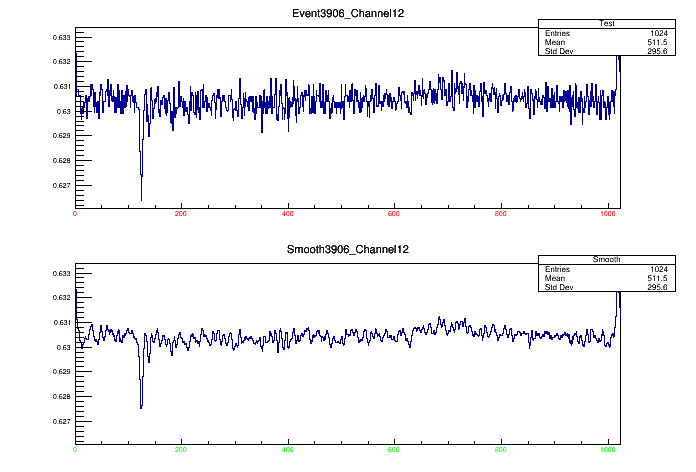 Event3906_Channel12
Test
Entries 1024
Mean 511.5
Std Dev 295.6
0.633
0.632
0.631
0.63
0.629
0.628
0.627
0 200 400 600 800 1000
Smooth3906_Channel12
Smooth
Entries 1024
Mean 511.5
Std Dev 295.6
0.633
0.632
0.631
0.63
0.629
0.628
0.627
0 200 400 600 800 1000